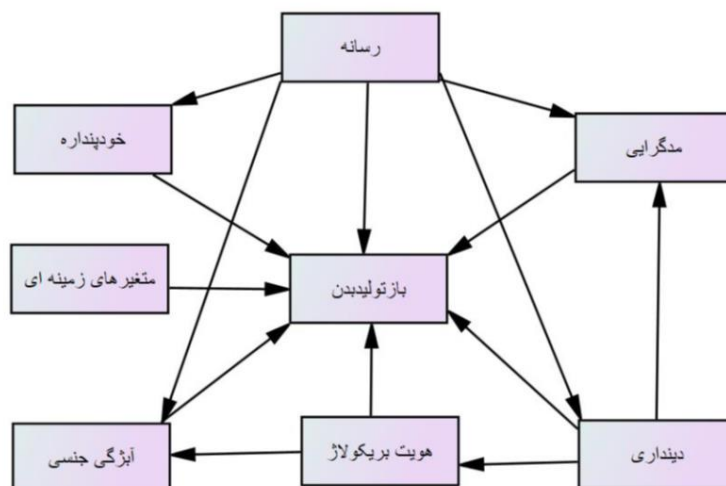 رسانه
مدگرایی
خودپنداره
متغیرهای زمینه ای
بازتولیدبدن
دینداری
هویت بریکولاژ
آبژگی جنسی